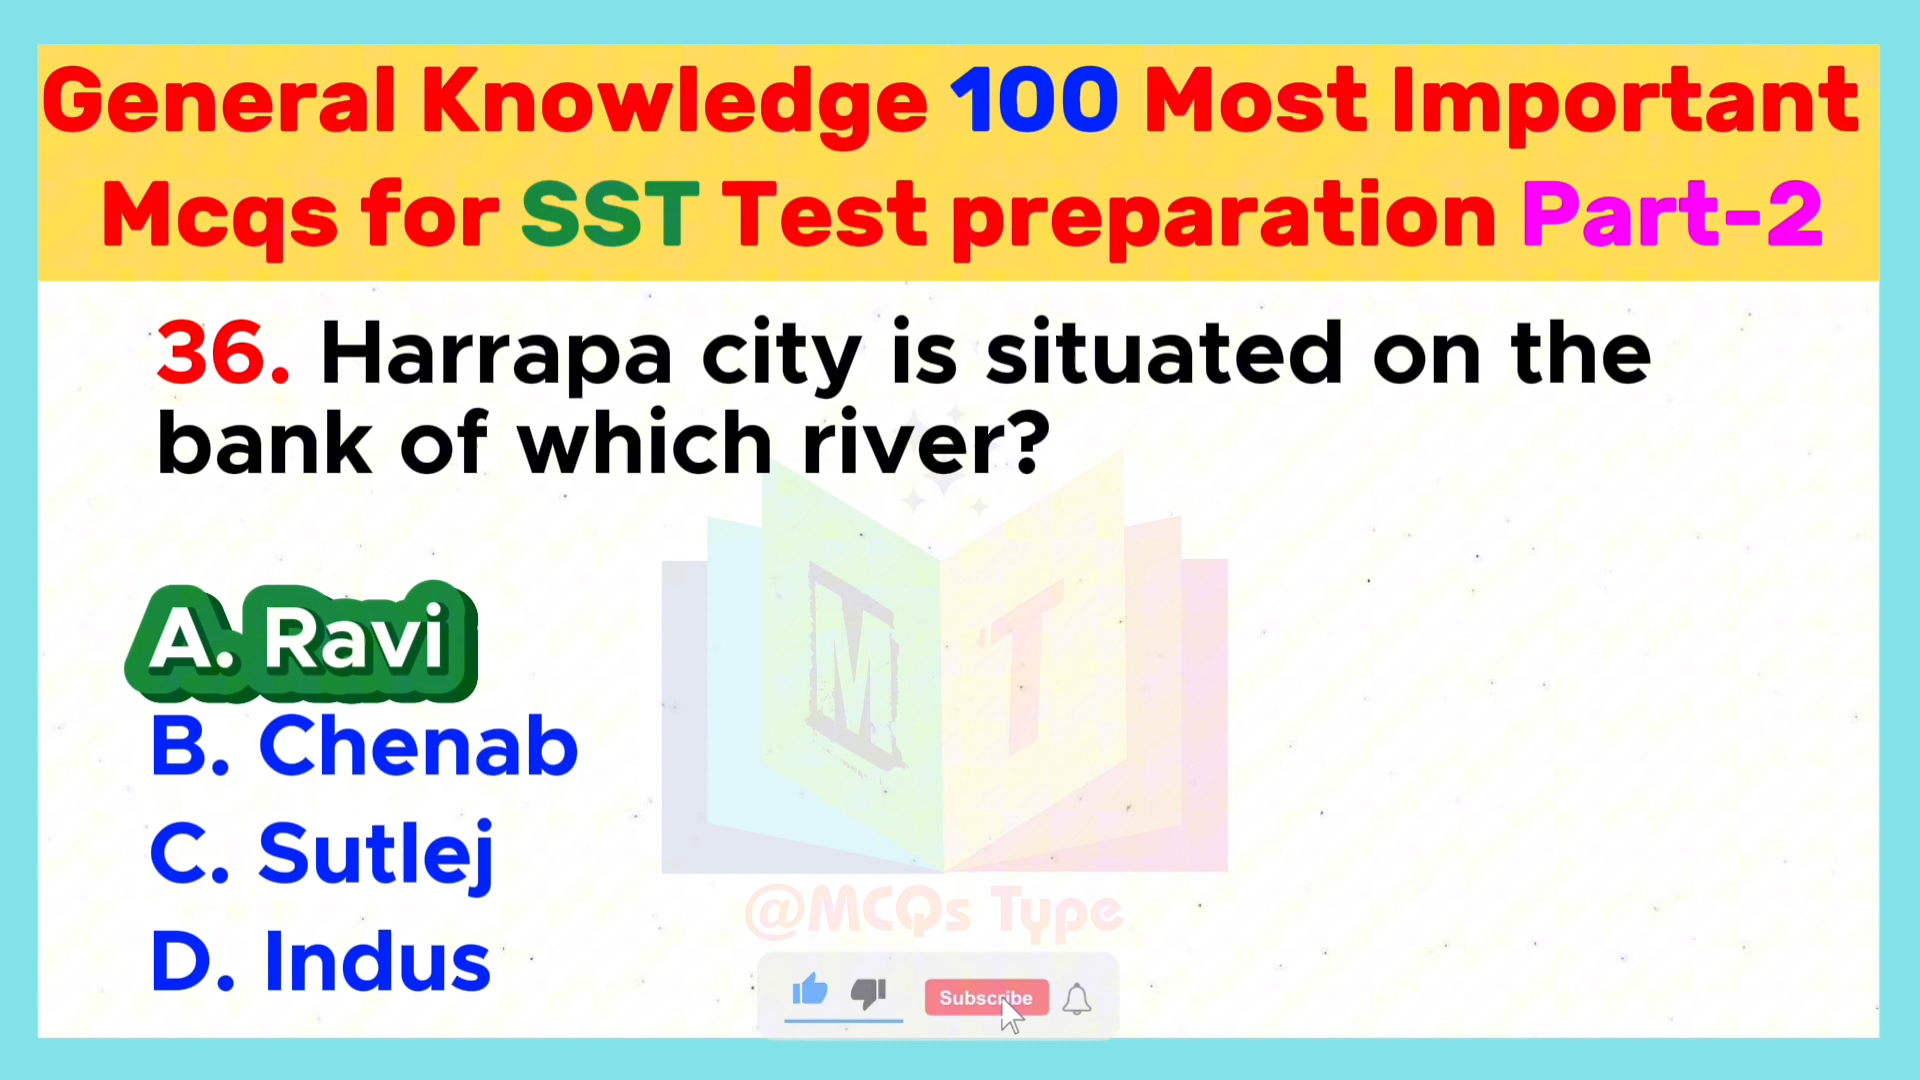 General Knowledge 100 Most Important
Mcqs for SST Test preparation Part-2
36. Harrapa city is situated on the
bank of which river?
A. Ravi
B. Chenab
C. Sutlej
D. Indus
M T
@MCQs Type
Subscribe